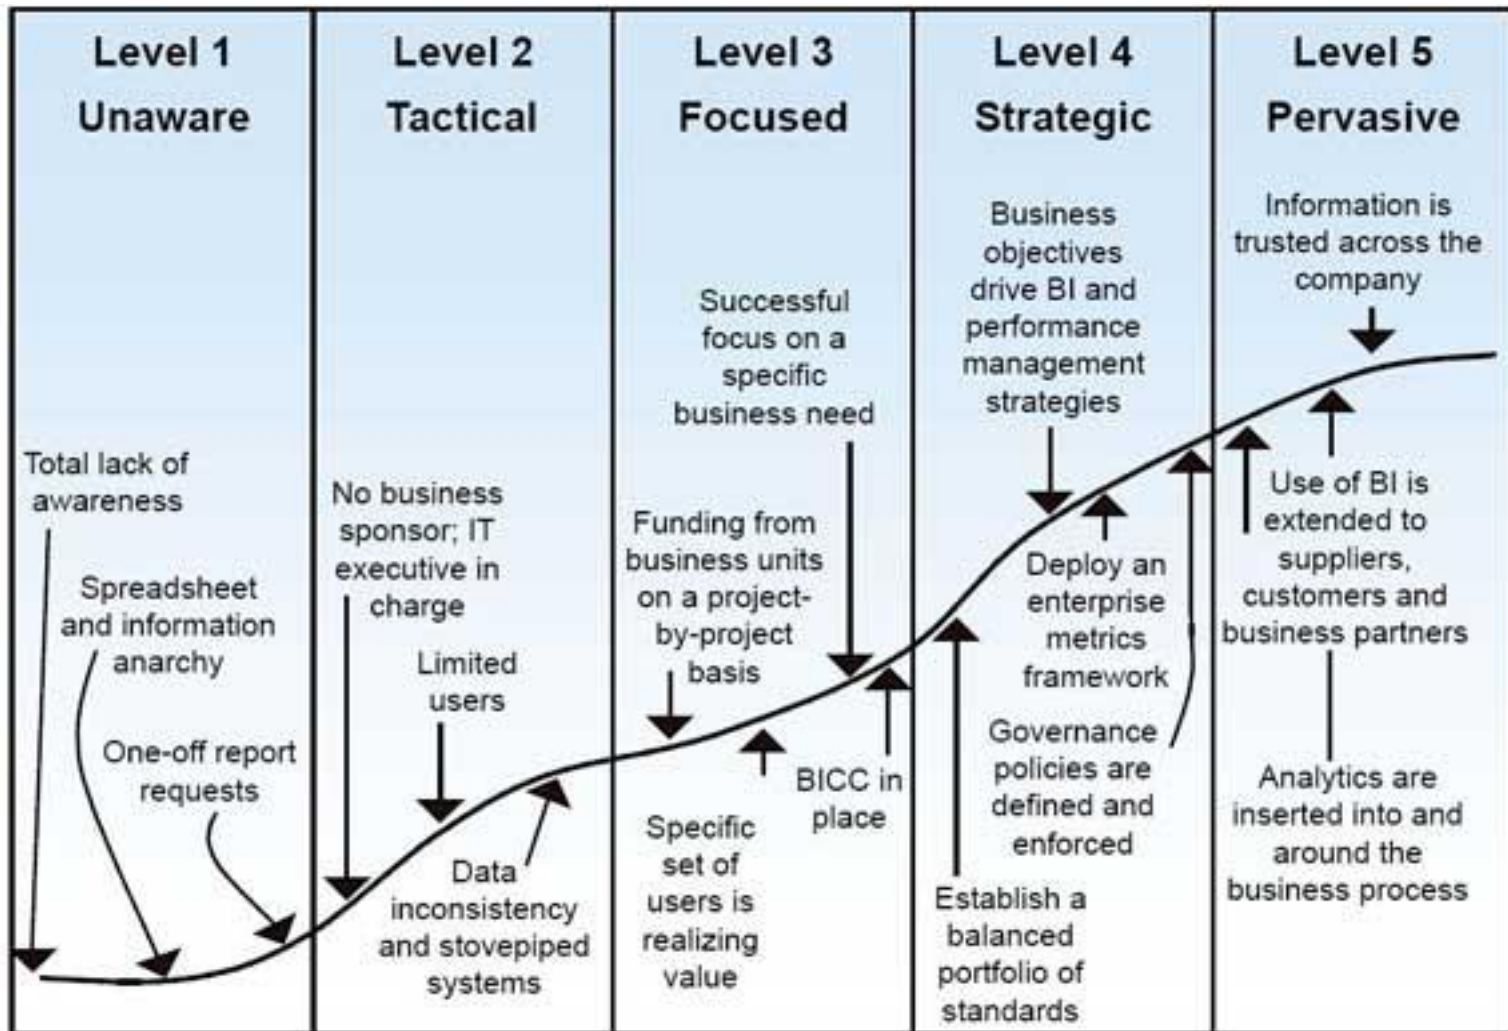 Level 1
Unaware
Total lack of
awareness
Spreadsheet
and information
anarchy
One-off report
requests
Level 2
Tactical
No business
sponsor; IT
executive in
charge
Limited
users
Data
inconsistency
and stovepiped
systems
Level 3
Focused
Successful
focus on a
specific
business need
Funding from
business units
on a project-
by-project
basis
Specific
set of
users is
realizing
value
BICC in
place
Level 4
Strategic
Business
objectives
drive BI and
performance
management
strategies
Deploy an
enterprise
metrics
framework
Governance
policies are
defined and
enforced
Establish a
balanced
portfolio of
standards
Level 5
Pervasive
Information is
trusted across the
company
Use of BI is
extended to
suppliers,
customers and
business partners
Analytics are
inserted into and
around the
business process